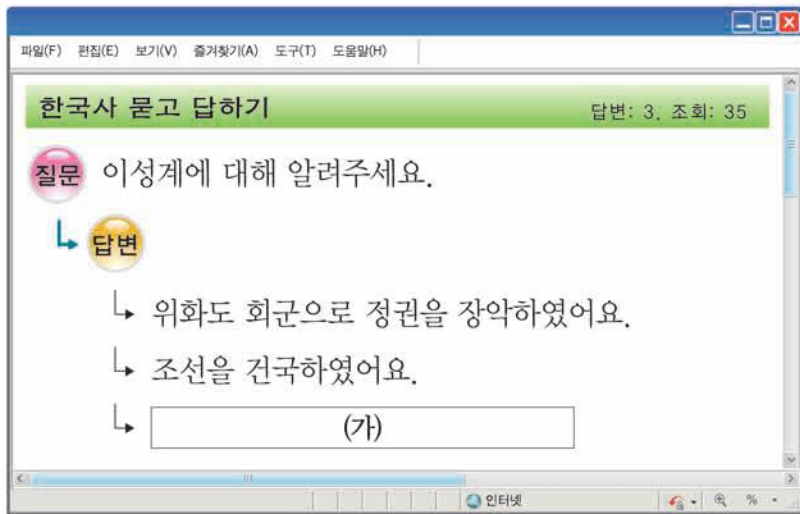 파일(F) 편집(E) 보기(V) 즐겨찾기(A) 도구(T) 도움말(H)
한국사 묻고 답하기 답변: 3, 조회: 35
질문 이성계에 대해 알려주세요.
답변
위화도 회군으로 정권을 장악하였어요.
조선을 건국하였어요.
(가)
인터넷 %